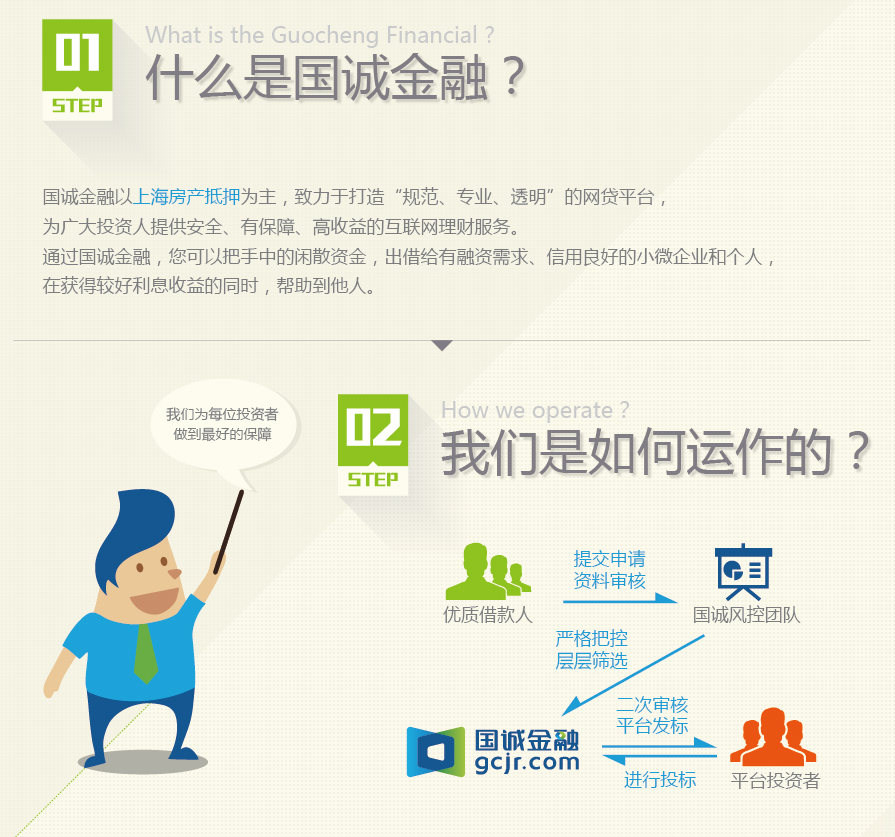 01
STEP
What is the Guocheng Financial ?
什么是国诚金融？
国诚金融以上海房产抵押为主，致力于打造“规范、专业、透明”的网贷平台，
为广大投资人提供安全、有保障、高收益的互联网理财服务。
通过国诚金融，您可以把手中的闲散资金，出借给有融资需求、信用良好的小微企业和个人，
在获得较好利息收益的同时，帮助到他人。
我们为每位投资者
做到最好的保障
02
STEP
How we operate ?
我们是如何运作的？
提交申请
资料审核
优质借款人
国诚风控团队
严格把控
层层筛选
二次审核
平台发标
国诚金融
gcjr.com
进行投标
平台投资者